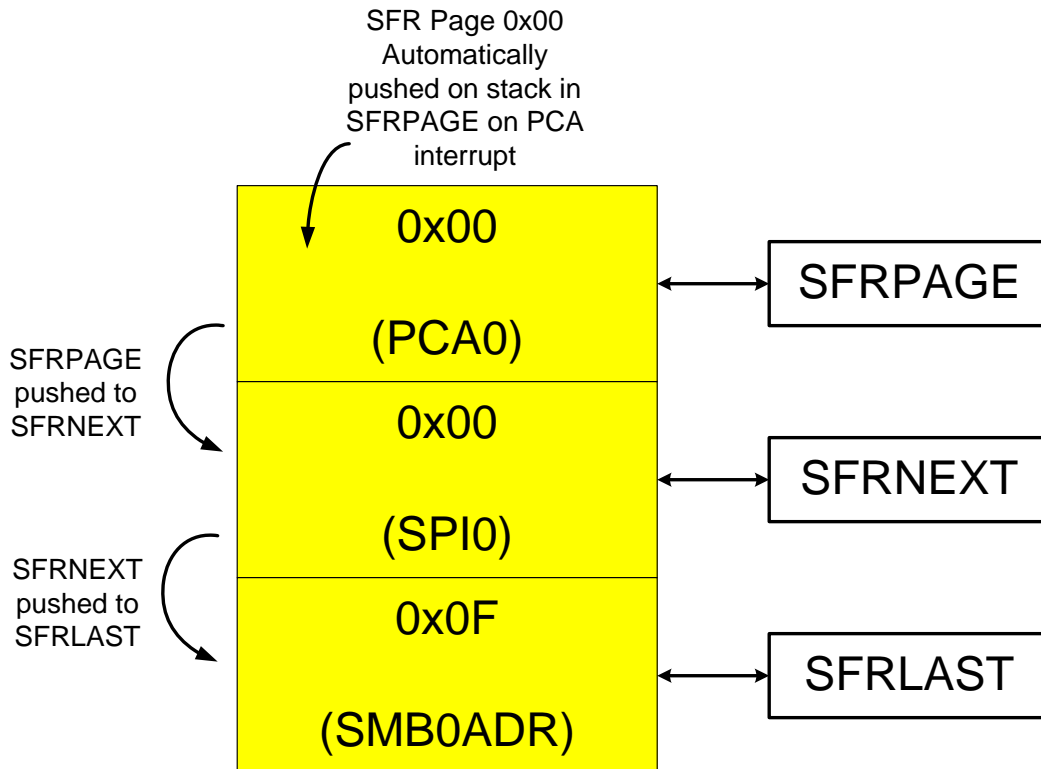 SFR Page 0x00
Automatically
pushed on stack in
SFRPAGE on PCA
interrupt
0x00
(PCA0)
SFRPAGE
SFRPAGE
pushed to
SFRNEXT
0x00
(SPI0)
SFRNEXT
SFRNEXT
pushed to
SFRLAST
0x0F
(SMB0ADR)
SFRLAST